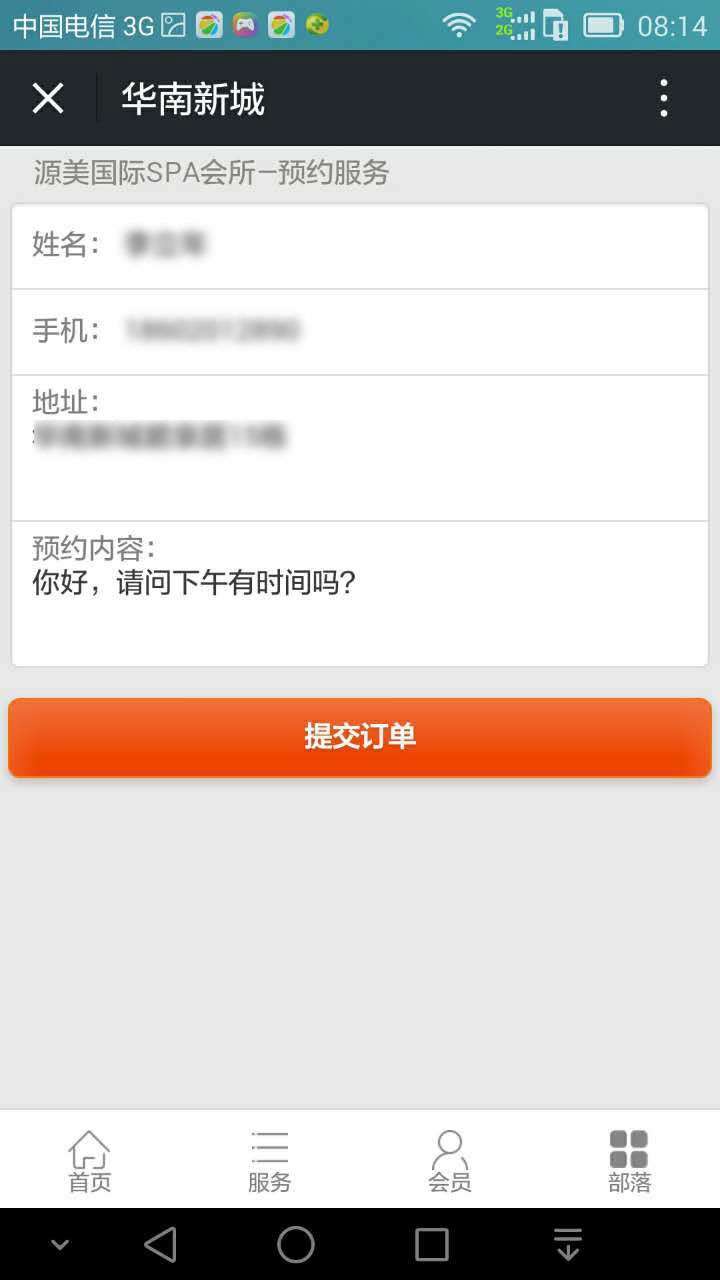 中国电信 3G
3G
2G
08:14
华南新城
源美国际SPA会所—预约服务
姓名：
手机：
地址：
预约内容：
你好，请问下午有时间吗？
提交订单
首页
服务
会员
部落